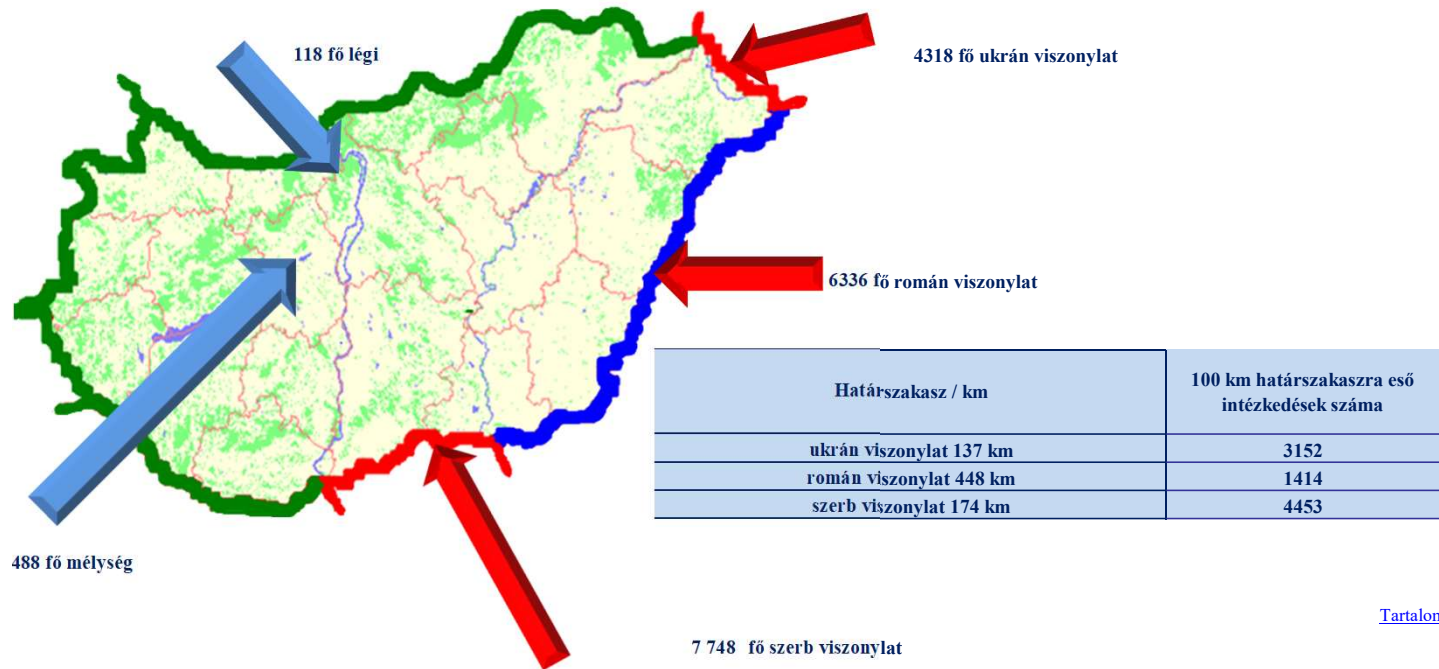 118 fő légi
4318 fő ukrán viszonylat
6336 fő román viszonylat
Határszakasz / km
100 km határszakaszra eső
intézkedések száma
ukrán viszonylat 137 km
3152
román viszonylat 448 km
1414
szerb viszonylat 174 km
4453
488 fő mélység
Tartalom
7 748 fő szerb viszonylat